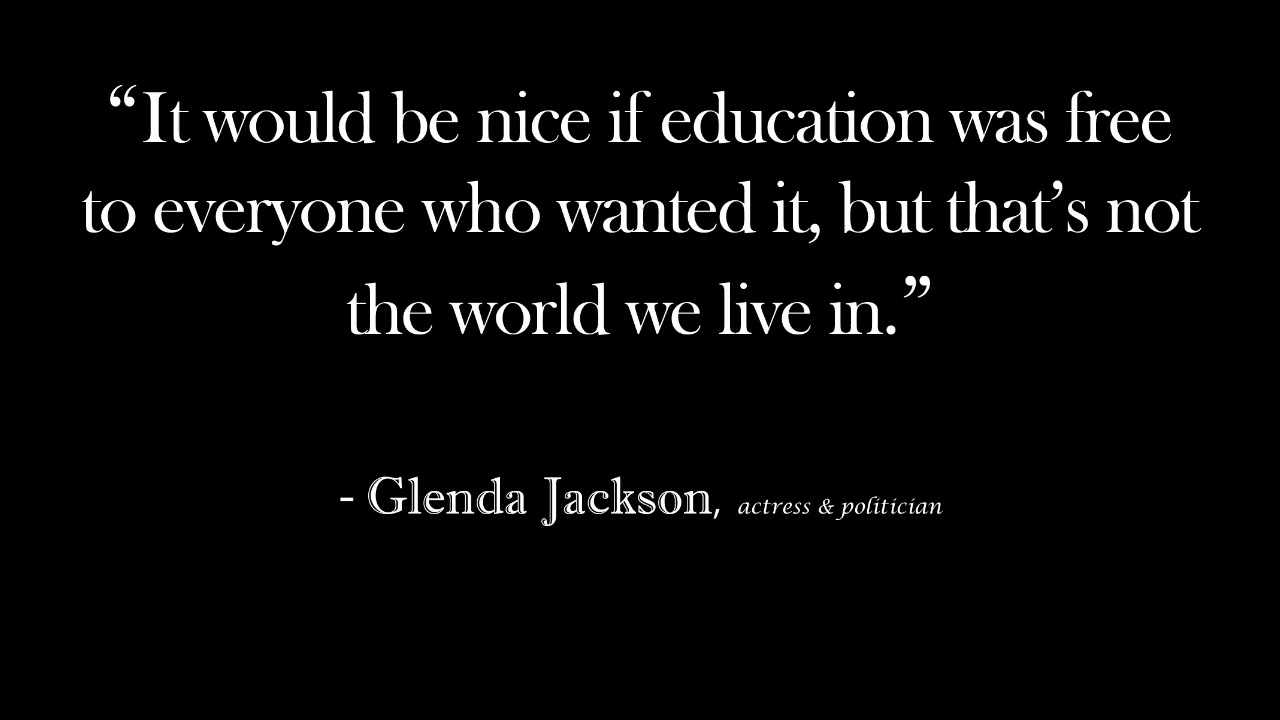 “It would be nice if education was free
to everyone who wanted it, but that’s not
the world we live in.”
- Glenda Jackson, actress & politician